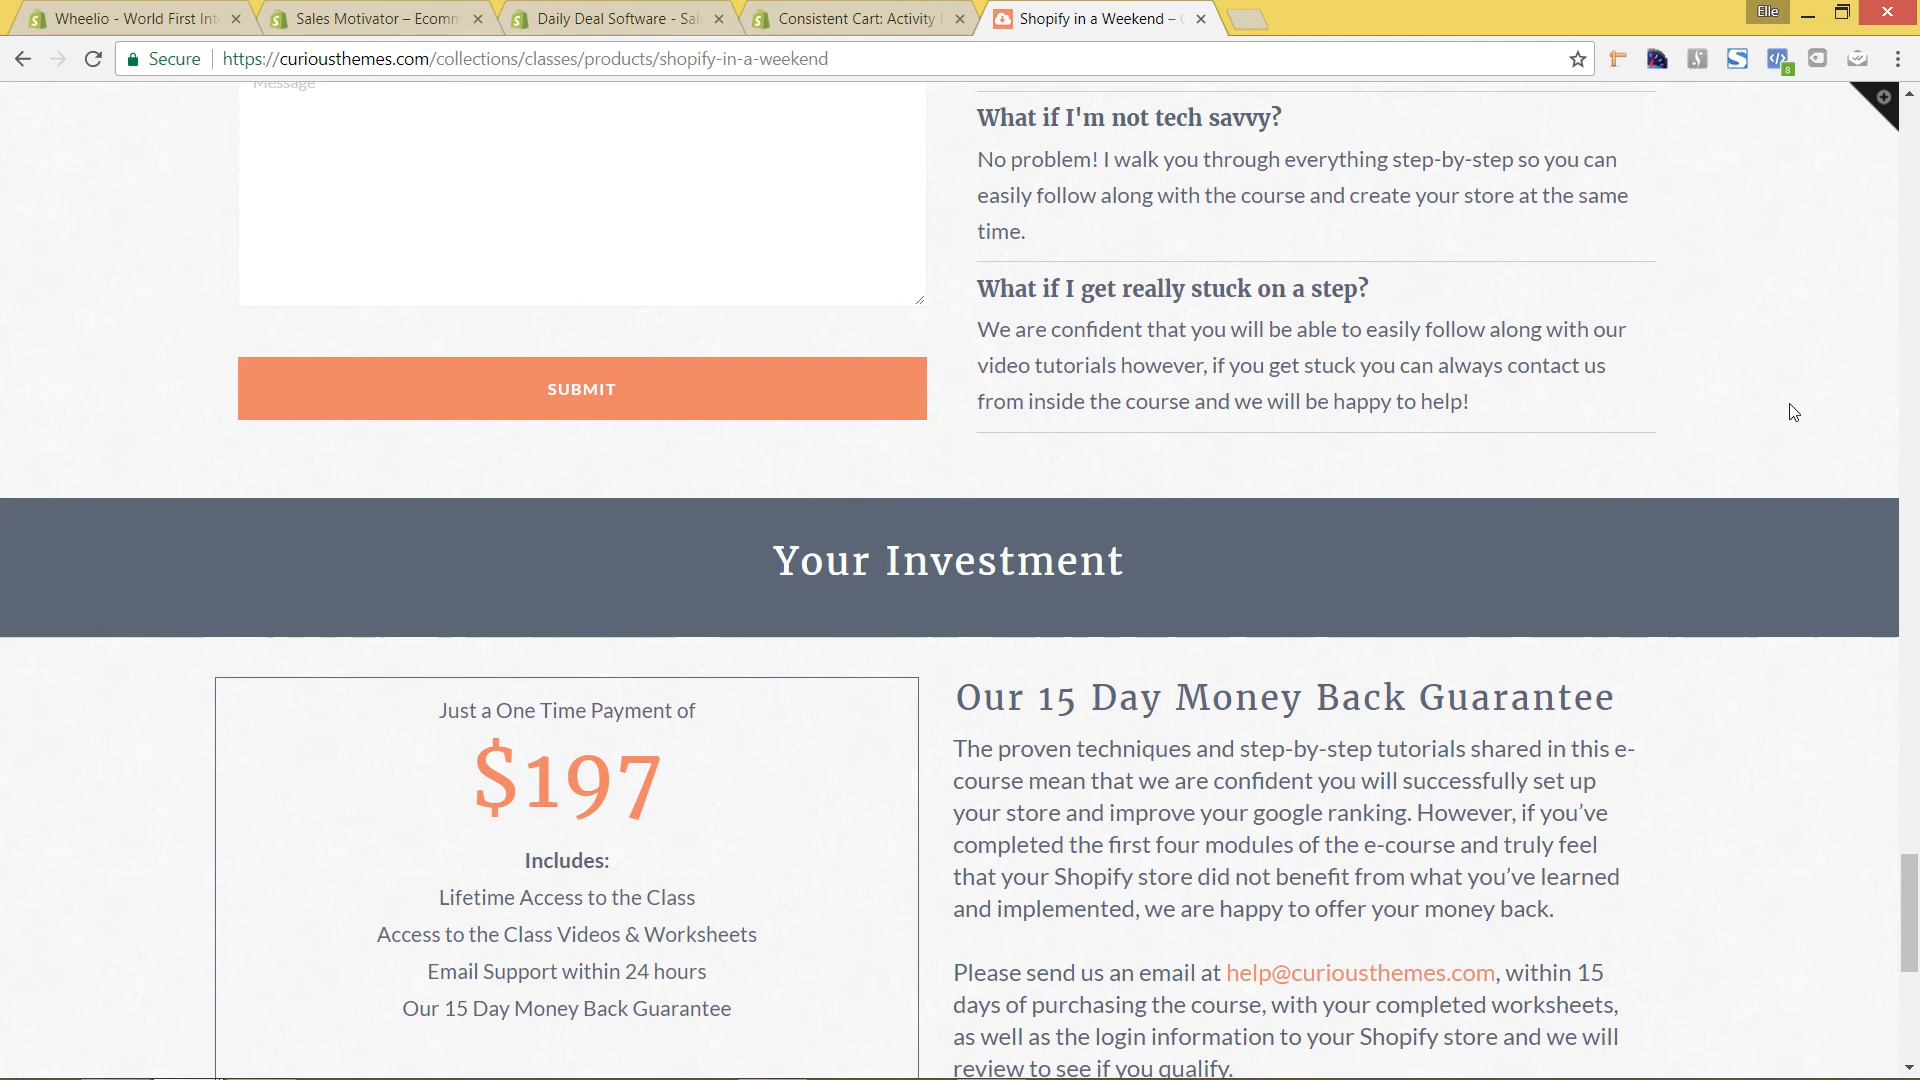 Wheelio - World First Int
Sales Motivator – Ecomm
Daily Deal Software - Sal
Consistent Cart: Activity
Shopify in a Weekend –
Elle
Secure
https://curiousthemes.com/collections/classes/products/shopify-in-a-weekend
8
Message
SUBMIT
What if I'm not tech savvy?
No problem! I walk you through everything step-by-step so you can
easily follow along with the course and create your store at the same
time.
What if I get really stuck on a step?
We are confident that you will be able to easily follow along with our
video tutorials however, if you get stuck you can always contact us
from inside the course and we will be happy to help!
Your Investment
Just a One Time Payment of
$197
Includes:
Lifetime Access to the Class
Access to the Class Videos & Worksheets
Email Support within 24 hours
Our 15 Day Money Back Guarantee
Our 15 Day Money Back Guarantee
The proven techniques and step-by-step tutorials shared in this e-
course mean that we are confident you will successfully set up
your store and improve your google ranking. However, if you’ve
completed the first four modules of the e-course and truly feel
that your Shopify store did not benefit from what you’ve learned
and implemented, we are happy to offer your money back.
Please send us an email at help@curiousthemes.com, within 15
days of purchasing the course, with your completed worksheets,
as well as the login information to your Shopify store and we will
review to see if you qualify.